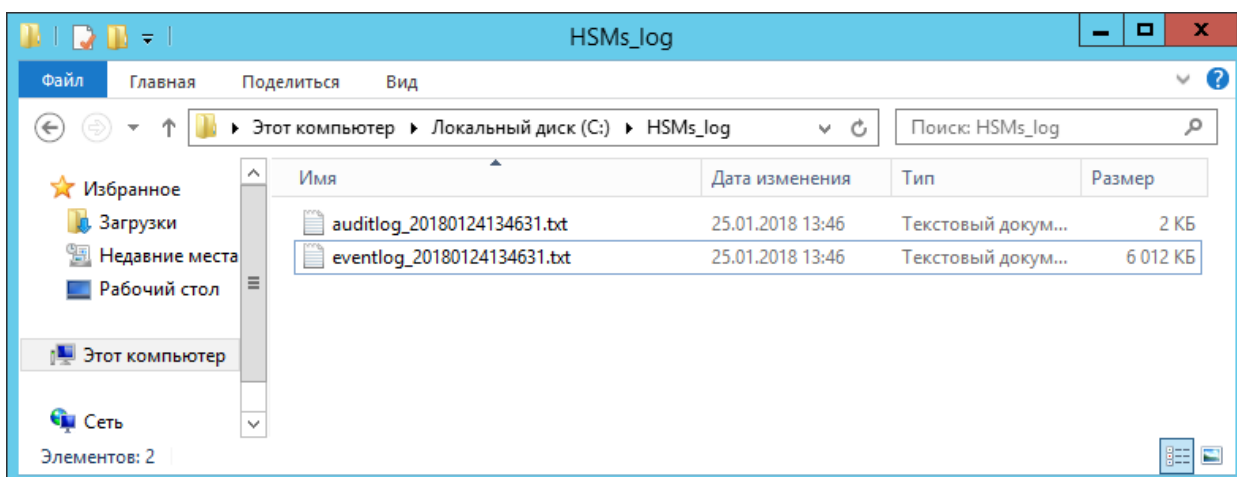 HSMs_log
Файл Главная Поделиться Вид
Этот компьютер Локальный диск (C:) HSMs_log Поиск: HSMs_log
Избранное
Загрузки
Недавние места
Рабочий стол
Этот компьютер
Сеть
Имя Дата изменения Тип Размер
auditlog_20180124134631.txt 25.01.2018 13:46 Текстовый докум... 2 КБ
eventlog_20180124134631.txt 25.01.2018 13:46 Текстовый докум... 6 012 КБ
Элементов: 2